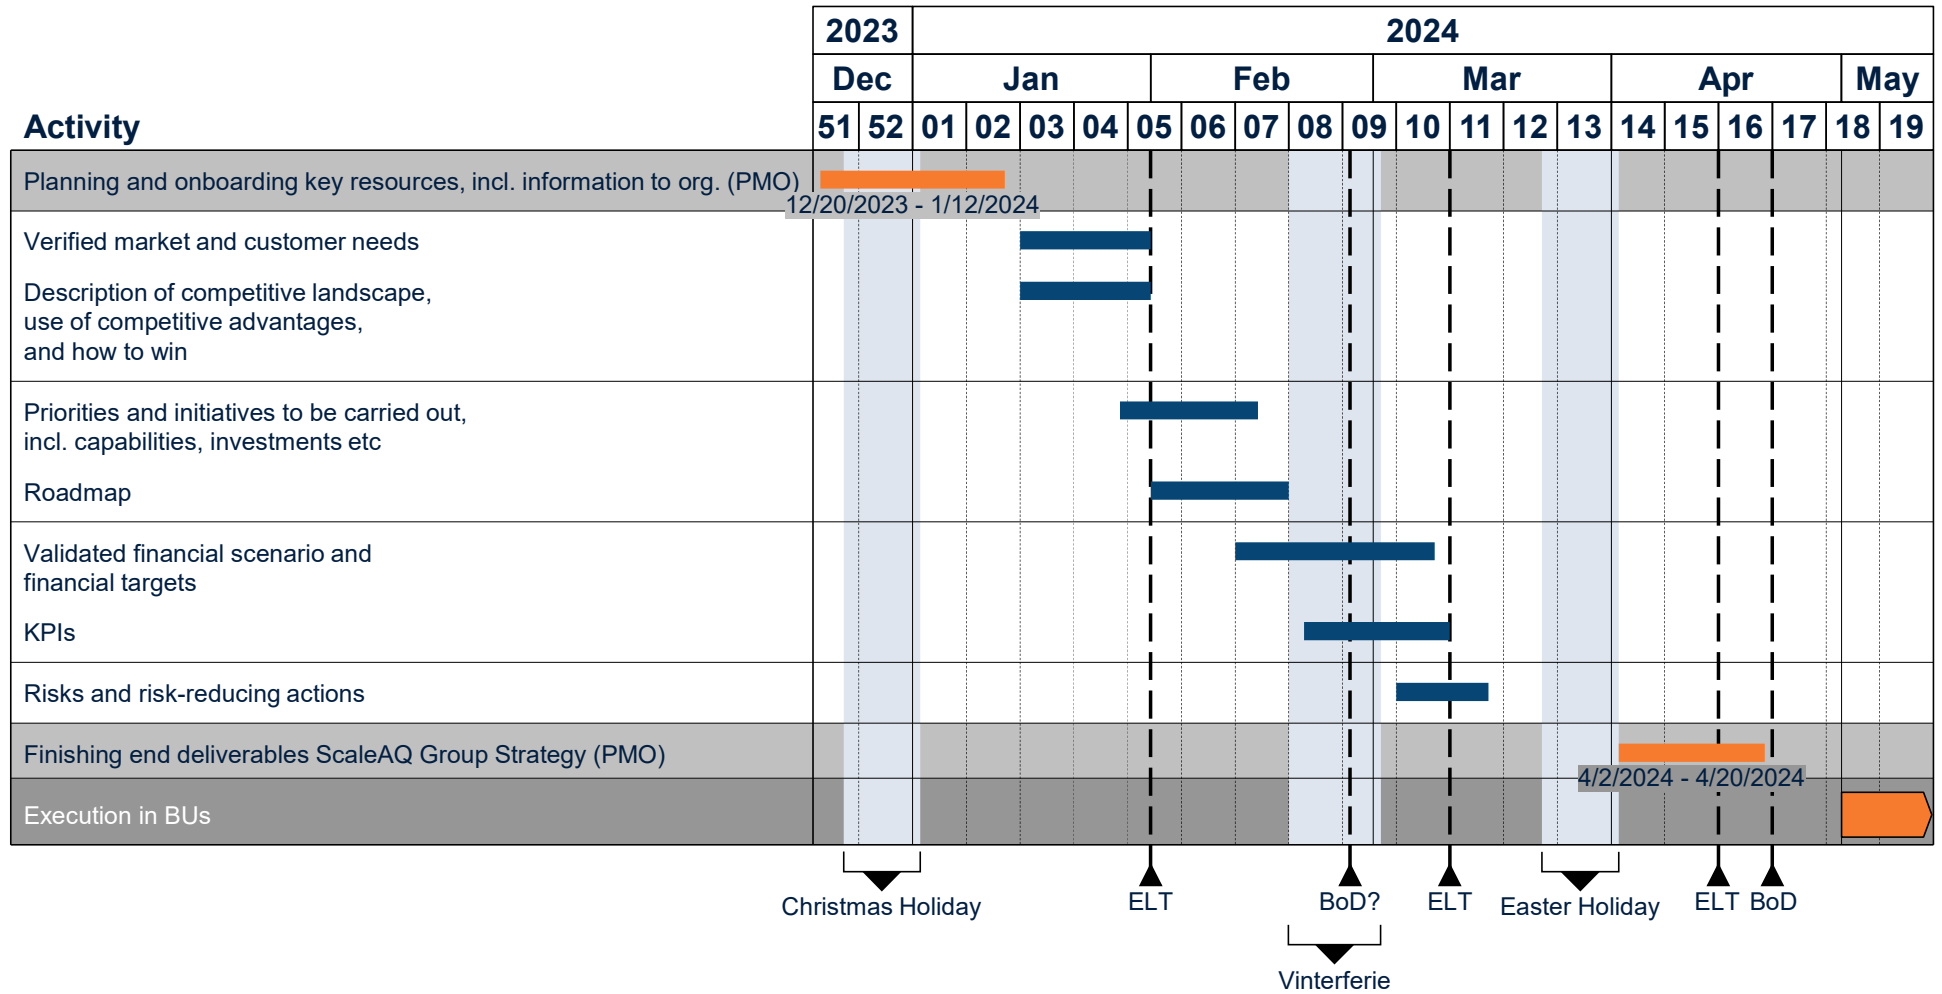 2023 2024
Dec Jan Feb Mar Apr May
Activity 51 52 01 02 03 04 05 06 07 08 09 10 11 12 13 14 15 16 17 18 19
Planning and onboarding key resources, incl. information to org. (PMO)
12/20/2023 - 1/12/2024
Verified market and customer needs
Description of competitive landscape,
use of competitive advantages,
and how to win
Priorities and initiatives to be carried out,
incl. capabilities, investments etc
Roadmap
Validated financial scenario and
financial targets
KPIs
Risks and risk-reducing actions
Finishing end deliverables ScaleAQ Group Strategy (PMO)
4/2/2024 - 4/20/2024
Execution in BUs
Christmas Holiday ELT BoD? ELT Easter Holiday ELT BoD
Vinterferie